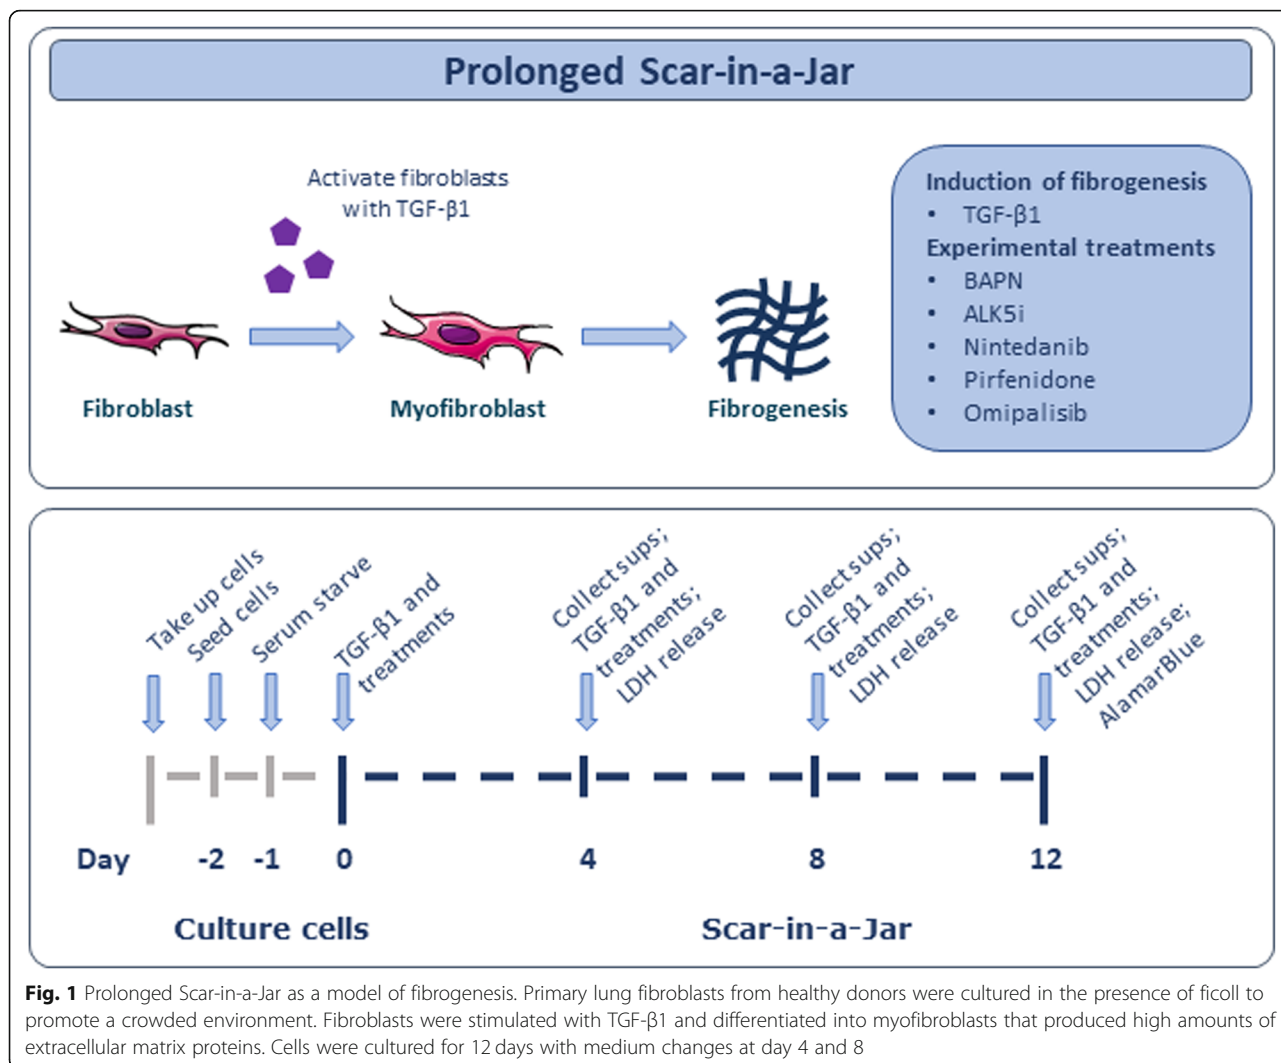 Prolonged Scar-in-a-Jar
Activate fibroblasts
with TGF-β1
Fibroblast
Myofibroblast
Fibrogenesis
Induction of fibrogenesis
• TGF-β1
Experimental treatments
• BAPN
• ALK5i
• Nintedanib
• Pirfenidone
• Omipalisib
Take up cells
Seed cells
Serum starve
TGF-β1 and
treatments
Collect sups;
TGF-β1 and
treatments;
LDH release
Collect sups;
TGF-β1 and
treatments;
LDH release
Collect sups;
TGF-β1 and
treatments;
LDH release;
AlamarBlue
Day -2 -1 0 4 8 12
Culture cells
Scar-in-a-Jar
Fig. 1 Prolonged Scar-in-a-Jar as a model of fibrogenesis. Primary lung fibroblasts from healthy donors were cultured in the presence of ficoll to
promote a crowded environment. Fibroblasts were stimulated with TGF-β1 and differentiated into myofibroblasts that produced high amounts of
extracellular matrix proteins. Cells were cultured for 12 days with medium changes at day 4 and 8